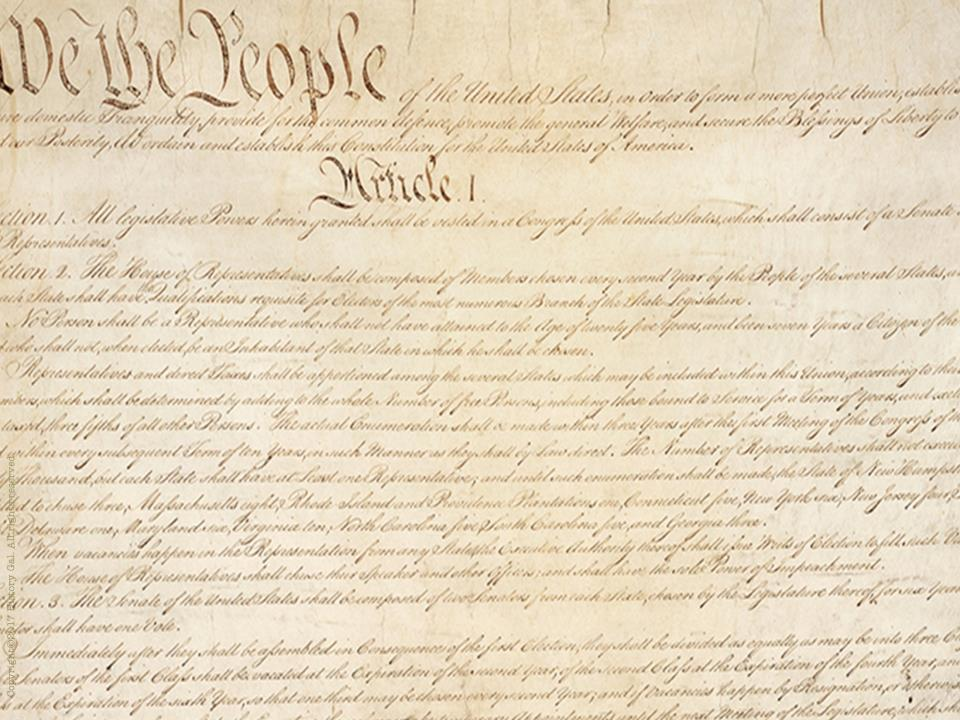 We the People of the United States, in Order to form a more perfect Union, establis
ure domestic Tranquility, provide for the common defence, promote the general Welfare, and secure the Blessings of Liberty to
our Posterity, do ordain and establish this Constitution for the United States of America.
Article. I.
ction. 1. All legislative Powers herein granted shall be vested in a Congress of the United States, which shall consist of a Senate
Representatives.
ection. 2. The House of Representatives shall be composed of Members chosen every second Year by the People of the several States, a
ach State shall have Qualifications requisite for Electors of the most numerous Branch of the State Legislature.
No Person shall be a Representative who shall not have attained to the Age of twenty five Years, and been seven Years a Citizen of the
who shall not, when elected, be an Inhabitant of that State in which he shall be chosen.
Representatives and direct Taxes shall be apportioned among the several States which may be included within this Union, according to thei
mbers, which shall be determined by adding to the whole Number of free Persons, including those bound to Service for a Term of Years, and
taxed, three fifths of all other Persons. The actual Enumeration shall be made within three Years after the first Meeting of the Congress of
thin every subsequent Term of ten Years, in such Manner as they shall by Law direct. The Number of Representatives shall not excee
Thousand, but each State shall have at Least one Representative; and until such enumeration shall be made, the State of New Hampsh
d to chuse three, Massachusetts eight, Rhode Island and Providence Plantations one, Connecticut five, New York six, New Jersey four,
Delaware one, Maryland six, Virginia ten, North Carolina five, South Carolina five, and Georgia three.
When vacancies happen in the Representation from any State, the Executive Authority thereof shall issue Writs of Election to fill such Va
The House of Representatives shall chuse their Speaker and other Officers; and shall have the sole Power of Impeachment.
tion. 3. The Senate of the United States shall be composed of two Senators from each State, chosen by the Legislature thereof, for six Years
ator shall have one Vote.
Immediately after they shall be assembled in Consequence of the first Election, they shall be divided as equally as may be into three Cl
Senators of the first Class shall be vacated at the Expiration of the second Year, of the second Class at the Expiration of the fourth Year, and
s at the Expiration of the sixth Year, so that one third may be chosen every second Year; and if Vacancies happen by Resignation, or otherwis
Appointments until the next Meeting of the Legislature, which sh
Copyright©2017 History Gal. All rights reserved.